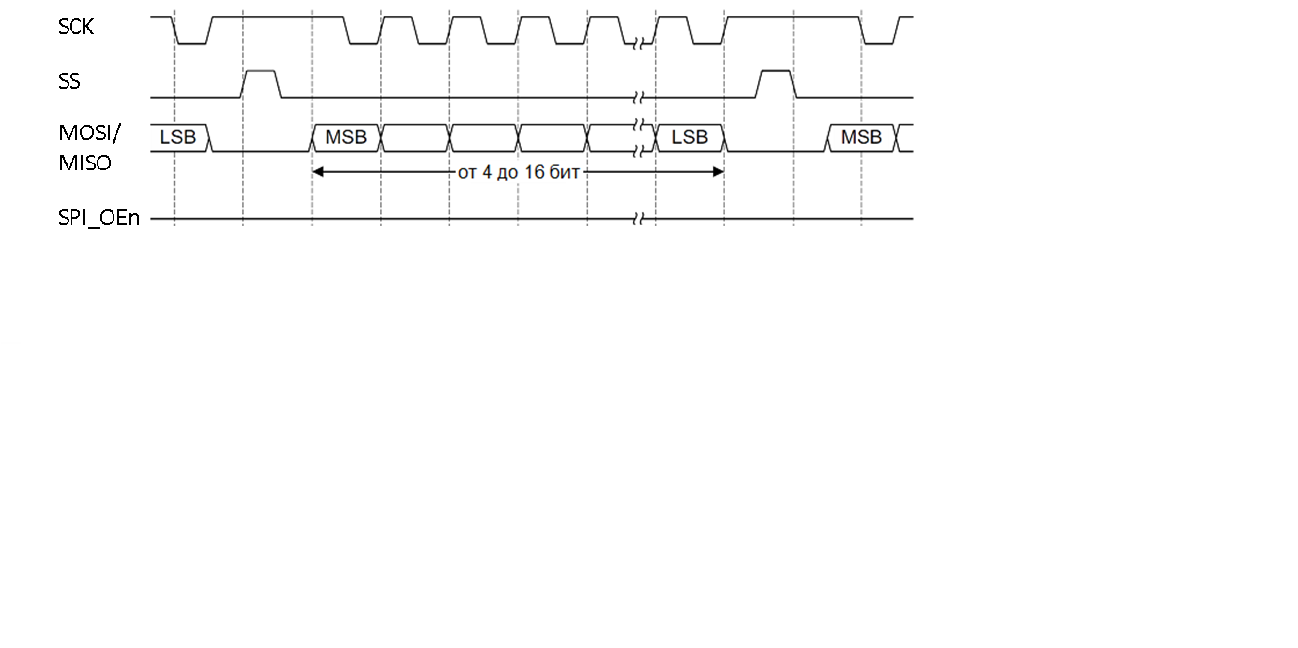 SCK
SS
MOSI/
MISO
LSB
MSB
LSB
MSB
от 4 до 16 бит
SPI_OEn